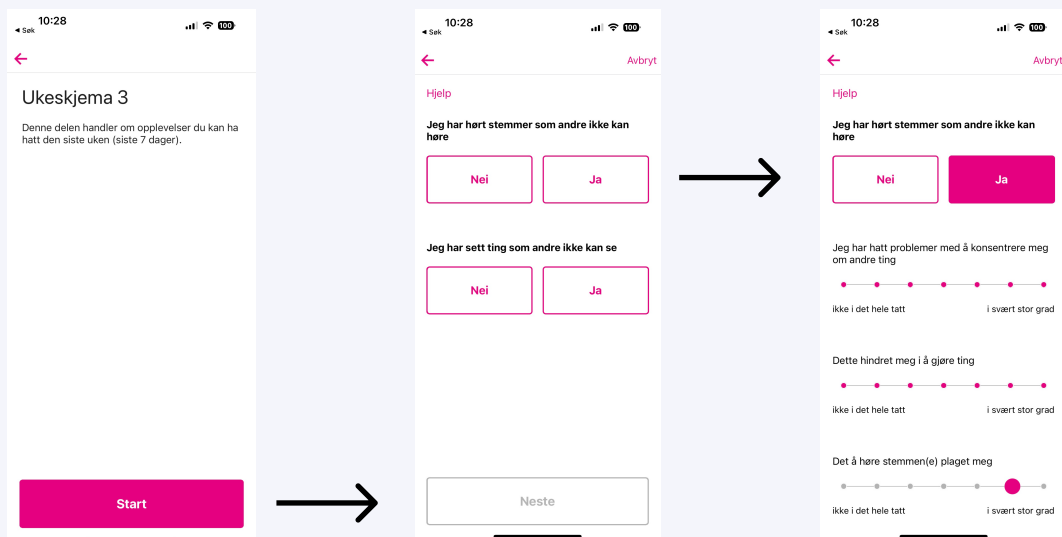 10:28
◄ Søk
100
Ukeskjema 3
Denne delen handler om opplevelser du kan ha
hatt den siste uken (siste 7 dager).
Start
10:28
◄ Søk
100
Avbryt
Hjelp
Jeg har hørt stemmer som andre ikke kan
høre
Nei
Ja
Jeg har sett ting som andre ikke kan se
Nei
Ja
Neste
10:28
◄ Søk
100
Avbryt
Hjelp
Jeg har hørt stemmer som andre ikke kan
høre
Nei
Ja
Jeg har hatt problemer med å konsentrere meg
om andre ting
ikke i det hele tatt
i svært stor grad
Dette hindret meg i å gjøre ting
ikke i det hele tatt
i svært stor grad
Det å høre stemmen(e) plaget meg
ikke i det hele tatt
i svært stor grad